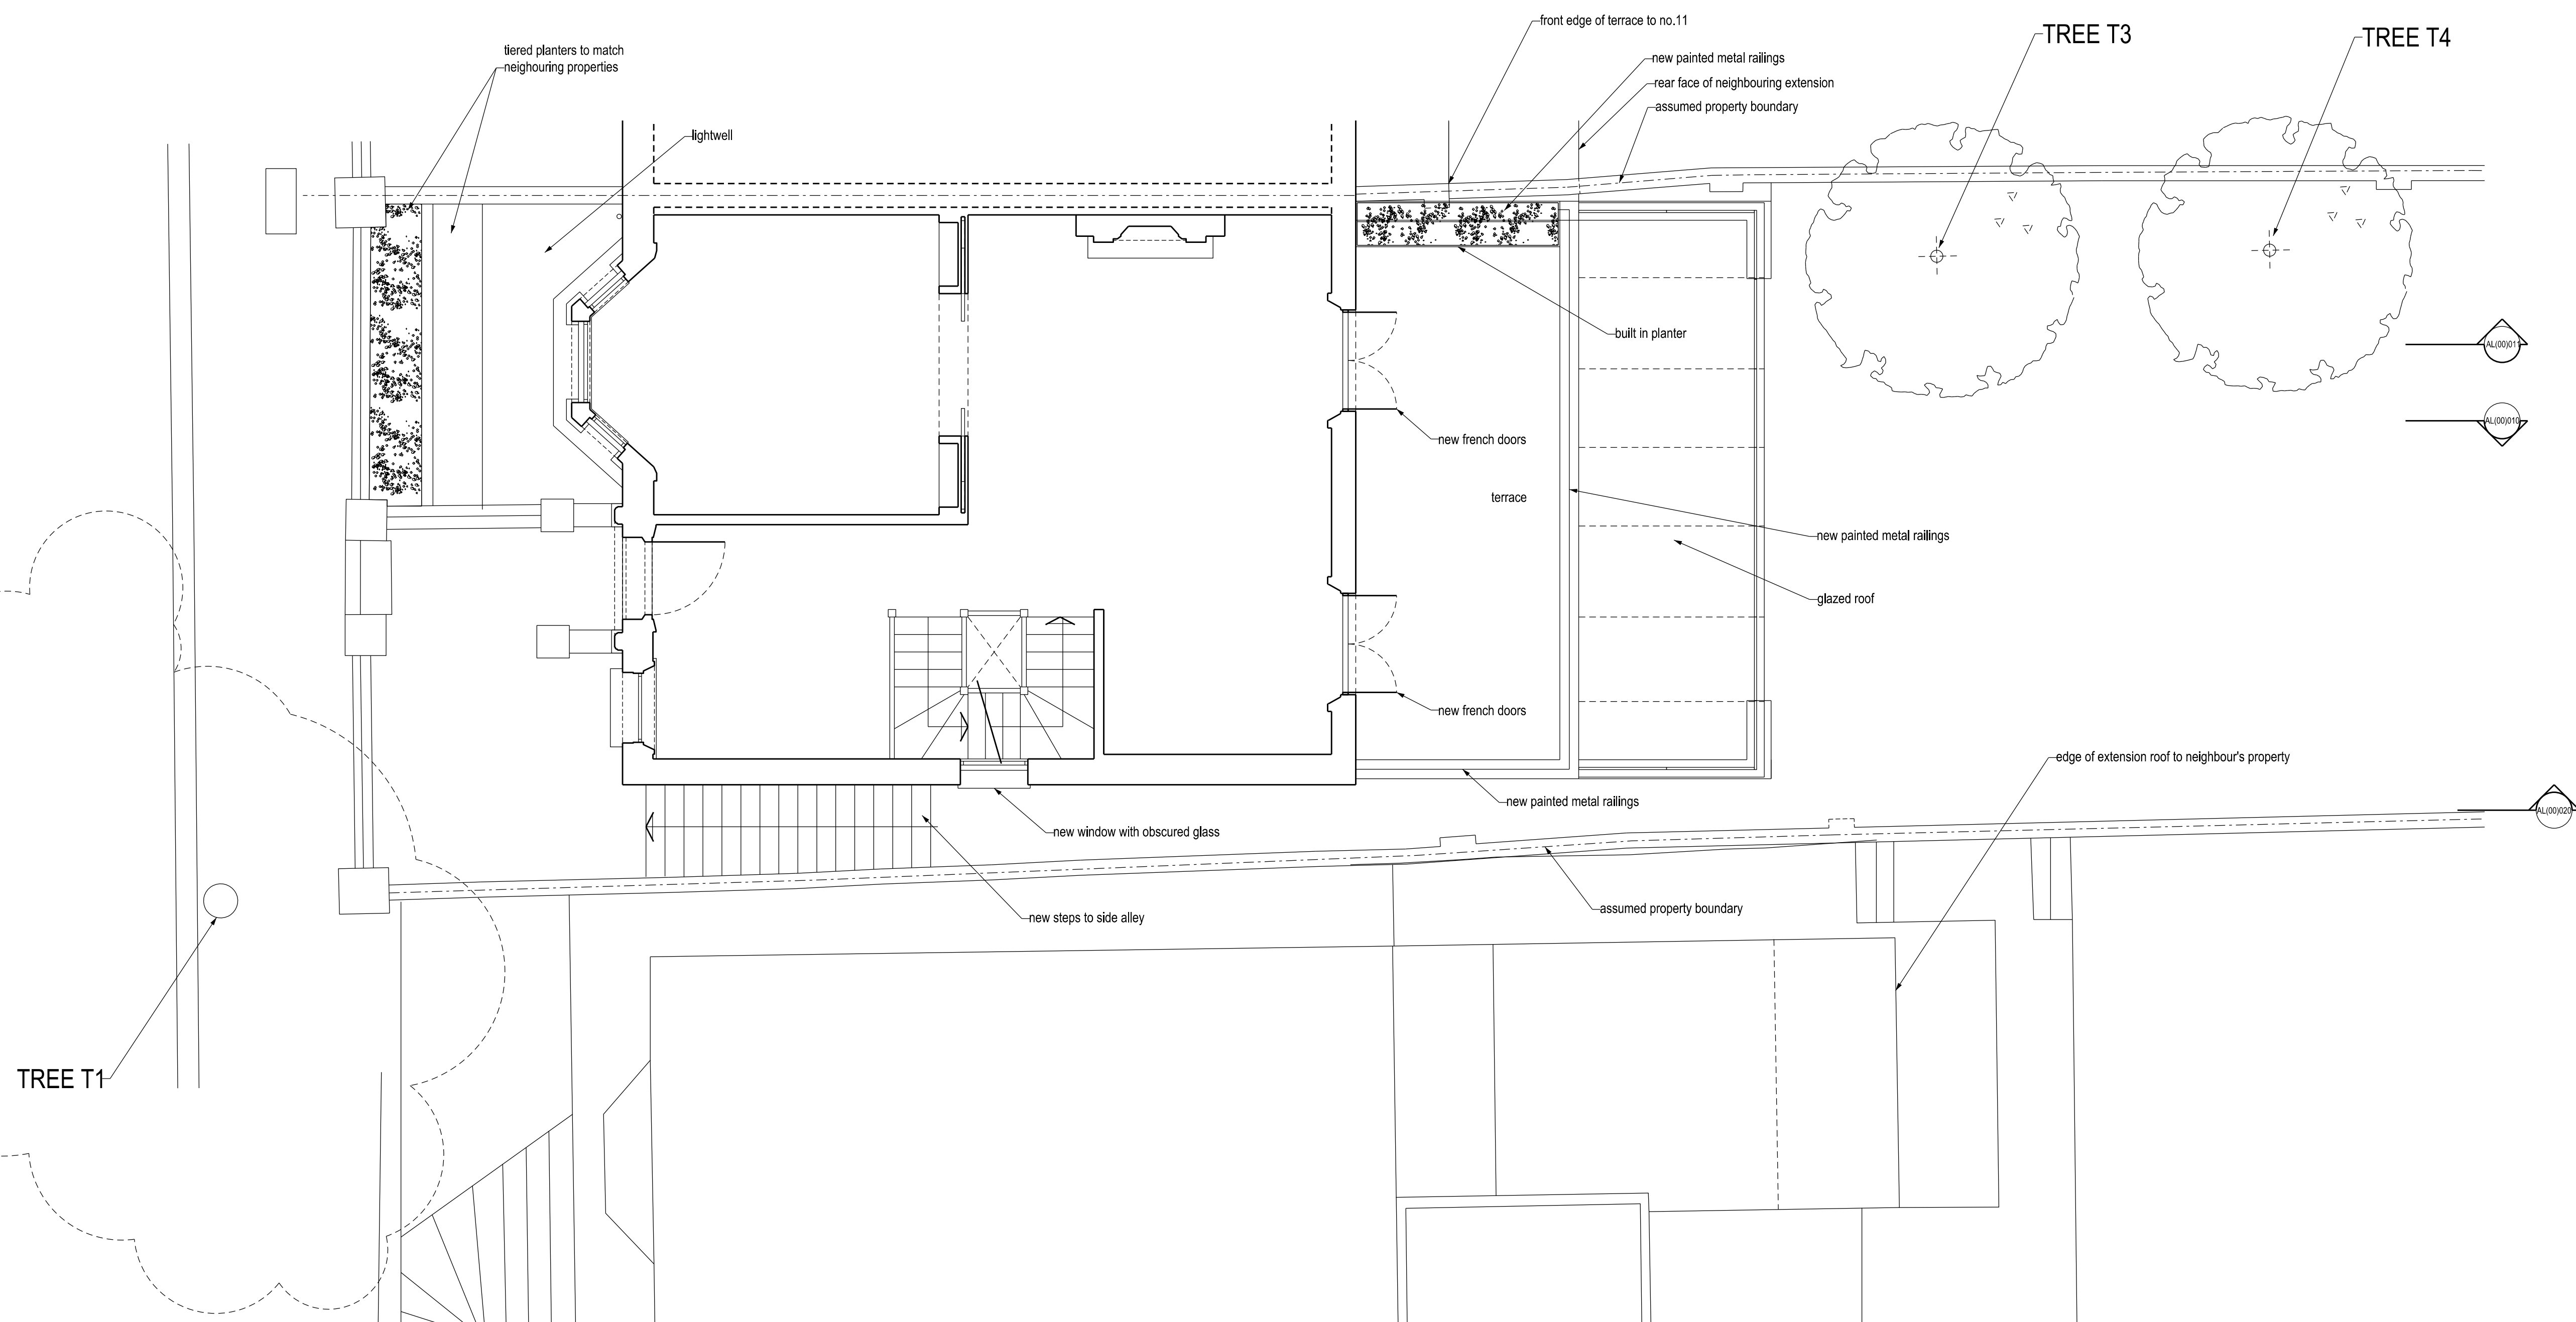 front edge of terrace to no.11
TREE T3
TREE T4
tiered planters to match
neighouring properties
new painted metal railings
rear face of neighbouring extension
assumed property boundary
lightwell
built in planter
AL(00)011
AL(00)010
new french doors
terrace
new painted metal railings
glazed roof
new french doors
edge of extension roof to neighbour's property
new painted metal railings
AL(00)020
new window with obscured glass
assumed property boundary
new steps to side alley
TREE T1